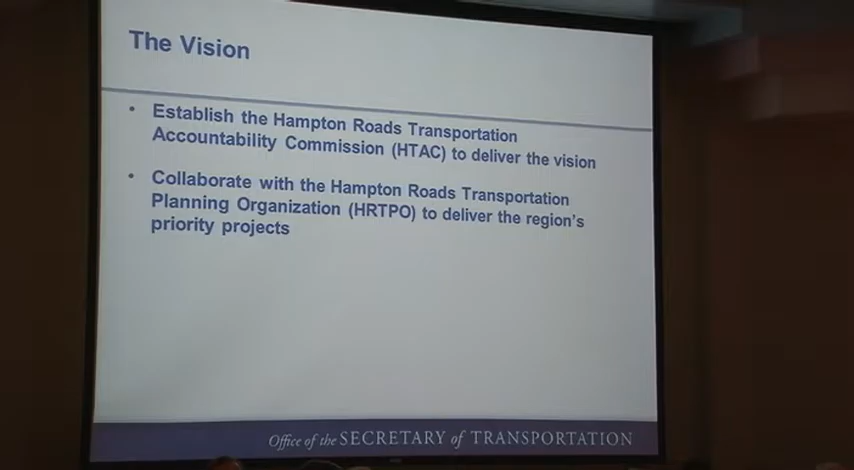 The Vision
• Establish the Hampton Roads Transportation
Accountability Commission (HTAC) to deliver the vision
• Collaborate with the Hampton Roads Transportation
Planning Organization (HRTPO) to deliver the region's
priority projects
Office of the SECRETARY of TRANSPORTATION